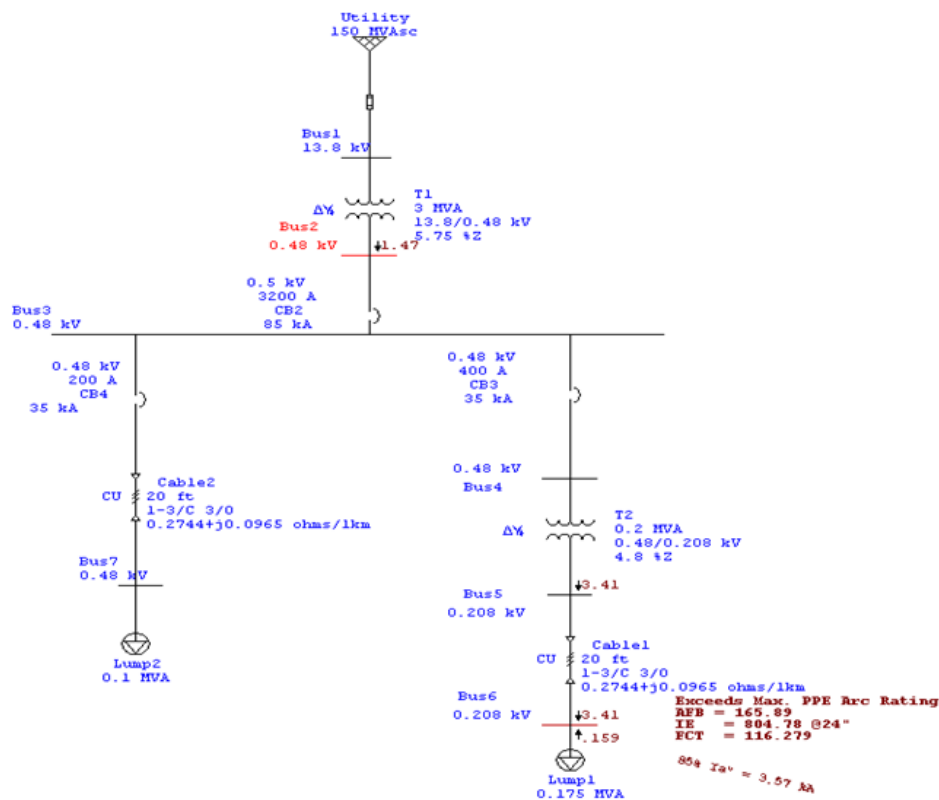 Utility
150 MVAsc
Bus1
13.8 kV
T1
3 MVA
13.8/0.48 kV
5.75 %Z
ΔY
Bus2
0.48 kV
1.47
0.5 kV
3200 A
CB2
85 kA
Bus3
0.48 kV
0.48 kV
200 A
CB4
35 kA
0.48 kV
400 A
CB3
35 kA
Cable2
CU
20 ft
1-3/C 3/0
0.2744+j0.0965 ohms/1km
0.48 kV
Bus4
T2
0.2 MVA
0.48/0.208 kV
4.8 %Z
ΔY
Bus7
0.48 kV
Lump2
0.1 MVA
3.41
Bus5
0.208 kV
Cable1
CU
20 ft
1-3/C 3/0
0.2744+j0.0965 ohms/1km
Bus6
0.208 kV
3.41
.159
Exceeds Max. PPE Arc Rating
AFB = 165.89
IE = 804.78 @24"
FCT = 116.279
85% Ia" = 3.57 kA
Lump1
0.175 MVA